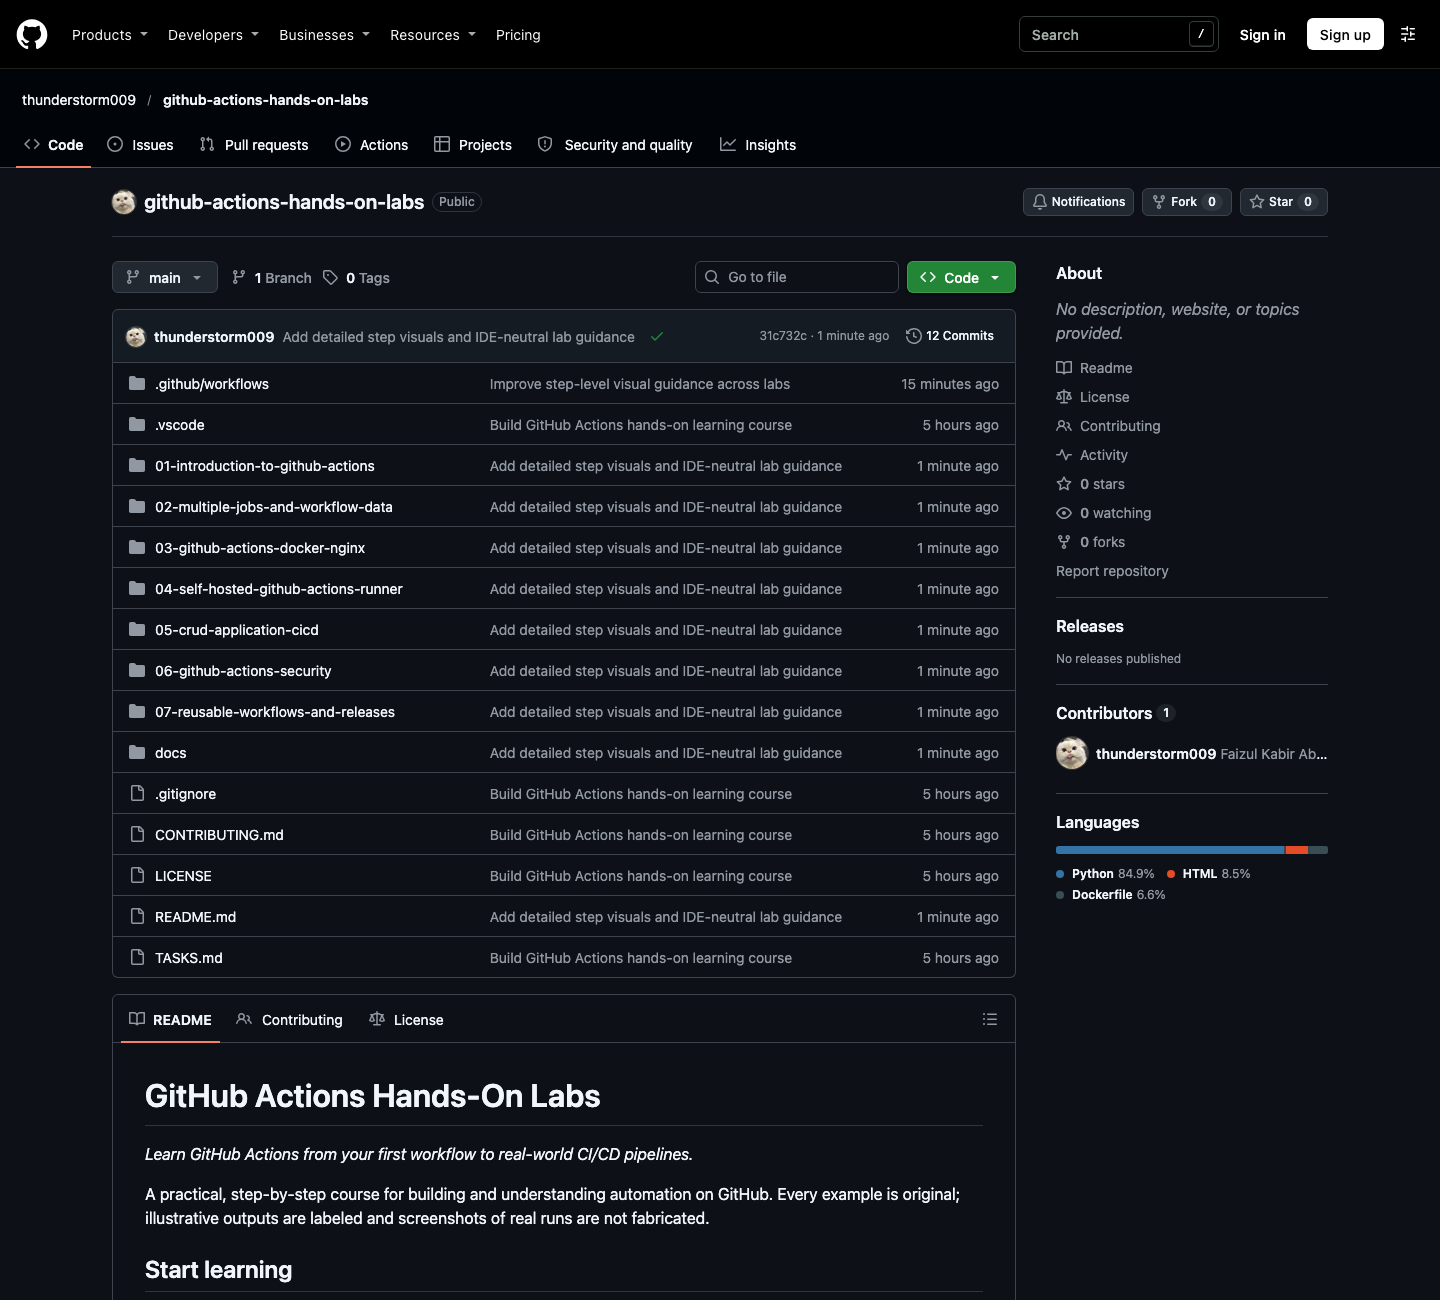 Products Developers Businesses Resources Pricing Search / Sign in Sign up
thunderstorm009 / github-actions-hands-on-labs
Code Issues Pull requests Actions Projects Security and quality Insights
github-actions-hands-on-labs Public Notifications Fork 0 Star 0
main 1 Branch 0 Tags Go to file Code
thunderstorm009 Add detailed step visuals and IDE-neutral lab guidance 31c732c · 1 minute ago 12 Commits
.github/workflows Improve step-level visual guidance across labs 15 minutes ago
.vscode Build GitHub Actions hands-on learning course 5 hours ago
01-introduction-to-github-actions Add detailed step visuals and IDE-neutral lab guidance 1 minute ago
02-multiple-jobs-and-workflow-data Add detailed step visuals and IDE-neutral lab guidance 1 minute ago
03-github-actions-docker-nginx Add detailed step visuals and IDE-neutral lab guidance 1 minute ago
04-self-hosted-github-actions-runner Add detailed step visuals and IDE-neutral lab guidance 1 minute ago
05-crud-application-cicd Add detailed step visuals and IDE-neutral lab guidance 1 minute ago
06-github-actions-security Add detailed step visuals and IDE-neutral lab guidance 1 minute ago
07-reusable-workflows-and-releases Add detailed step visuals and IDE-neutral lab guidance 1 minute ago
docs Add detailed step visuals and IDE-neutral lab guidance 1 minute ago
.gitignore Build GitHub Actions hands-on learning course 5 hours ago
CONTRIBUTING.md Build GitHub Actions hands-on learning course 5 hours ago
LICENSE Build GitHub Actions hands-on learning course 5 hours ago
README.md Add detailed step visuals and IDE-neutral lab guidance 1 minute ago
TASKS.md Build GitHub Actions hands-on learning course 5 hours ago
README Contributing License
GitHub Actions Hands-On Labs
Learn GitHub Actions from your first workflow to real-world CI/CD pipelines.
A practical, step-by-step course for building and understanding automation on GitHub. Every example is original;
illustrative outputs are labeled and screenshots of real runs are not fabricated.
Start learning
About
No description, website, or topics
provided.
Readme
License
Contributing
Activity
0 stars
0 watching
0 forks
Report repository
Releases
No releases published
Contributors 1
thunderstorm009 Faizul Kabir Ab...
Languages
Python 84.9% HTML 8.5%
Dockerfile 6.6%